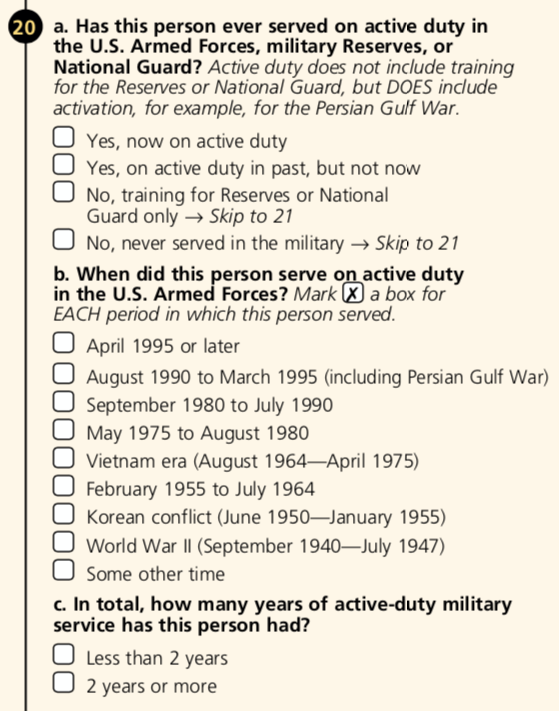 20 a. Has this person ever served on active duty in
the U.S. Armed Forces, military Reserves, or
National Guard? Active duty does not include training
for the Reserves or National Guard, but DOES include
activation, for example, for the Persian Gulf War.
Yes, now on active duty
Yes, on active duty in past, but not now
No, training for Reserves or National
Guard only → Skip to 21
No, never served in the military → Skip to 21
b. When did this person serve on active duty
in the U.S. Armed Forces? Mark ☒ a box for
EACH period in which this person served.
April 1995 or later
August 1990 to March 1995 (including Persian Gulf War)
September 1980 to July 1990
May 1975 to August 1980
Vietnam era (August 1964—April 1975)
February 1955 to July 1964
Korean conflict (June 1950—January 1955)
World War II (September 1940—July 1947)
Some other time
c. In total, how many years of active-duty military
service has this person had?
Less than 2 years
2 years or more